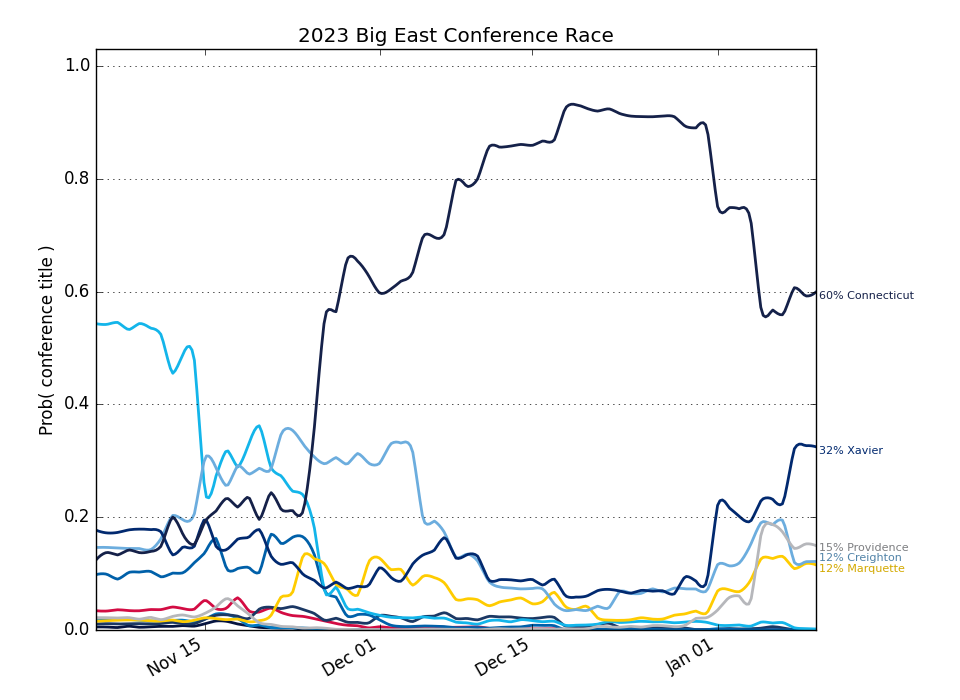 2023 Big East Conference Race
1.0
0.8
0.6
0.4
0.2
0.0
Prob( conference title )
60% Connecticut
32% Xavier
15% Providence
12% Creighton
12% Marquette
Nov 15
Dec 01
Dec 15
Jan 01